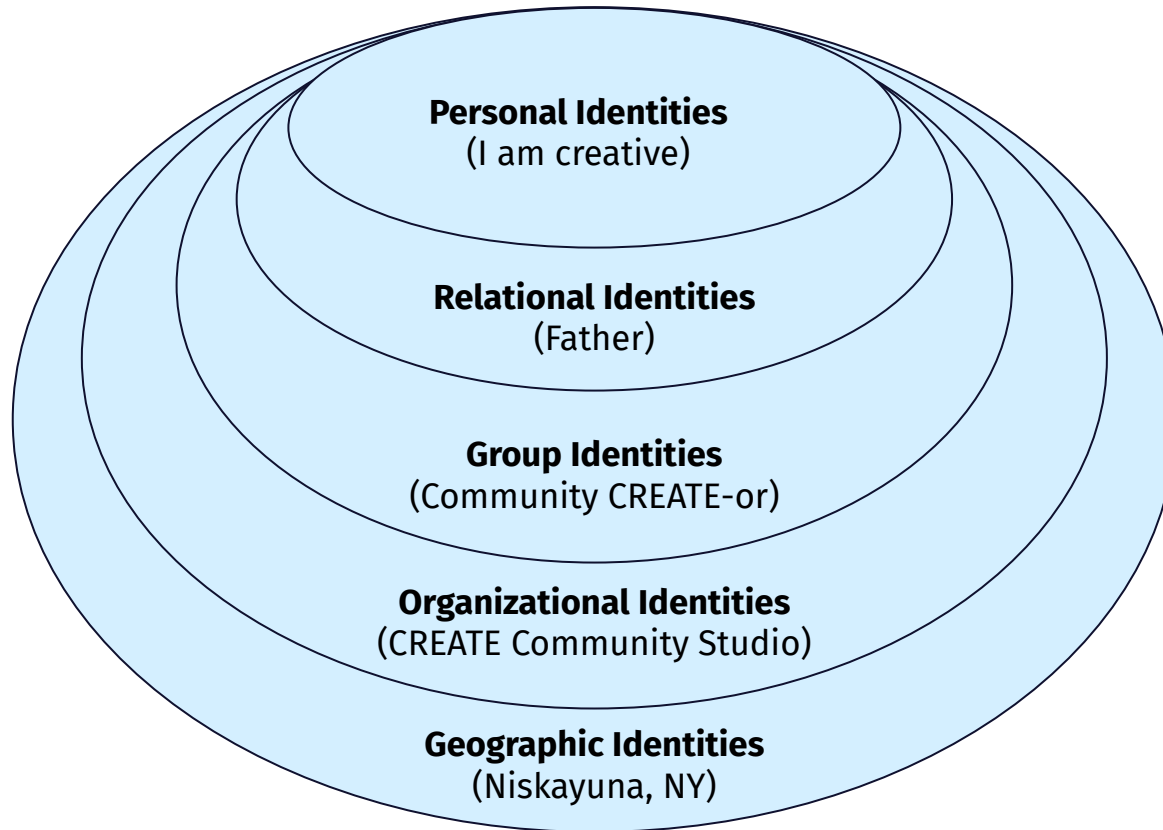 Personal Identities
(I am creative)
Relational Identities
(Father)
Group Identities
(Community CREATE-or)
Organizational Identities
(CREATE Community Studio)
Geographic Identities
(Niskayuna, NY)